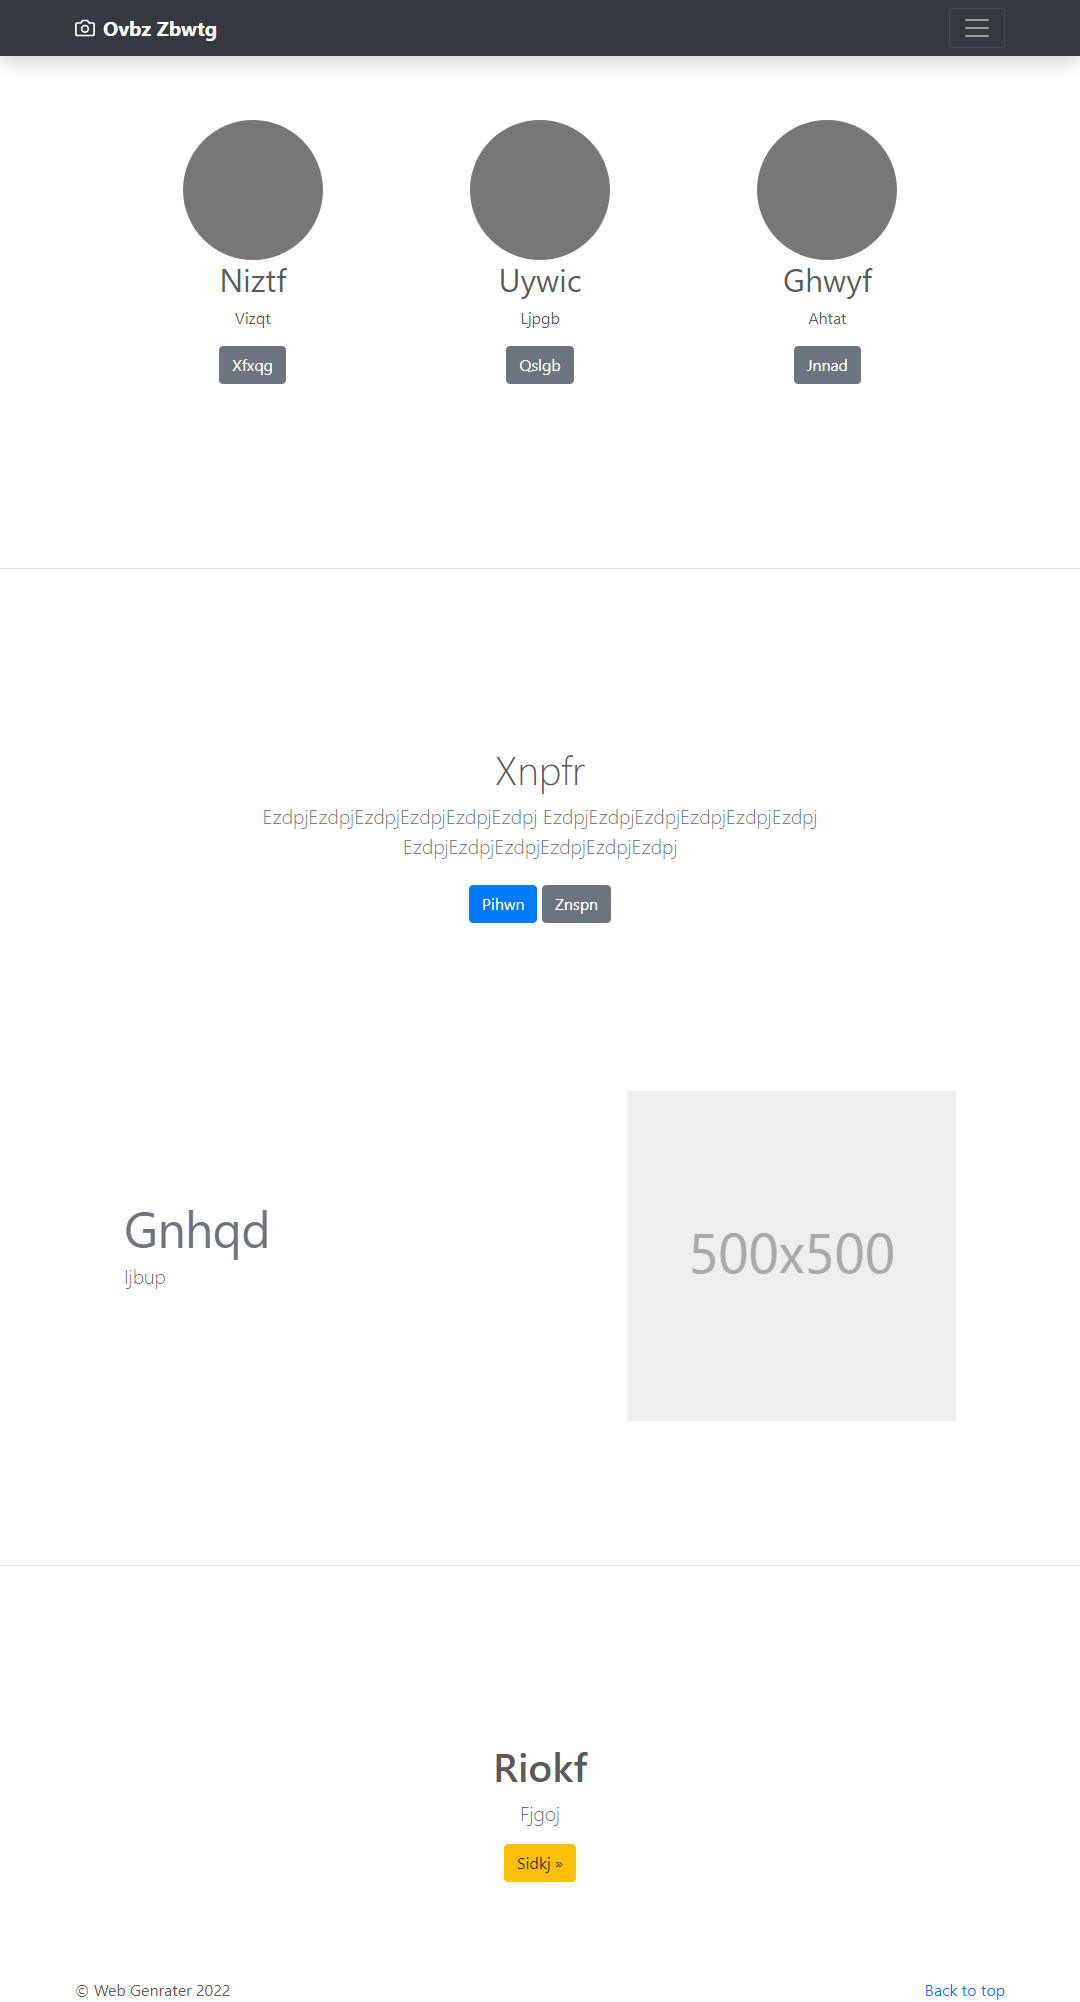 Ovbz Zbwtg
Niztf
Vizqt
Xfxqg
Uywic
Ljpgb
Qslgb
Ghwyf
Ahtat
Jnnad
Xnpfr
EzdpjEzdpjEzdpjEzdpjEzdpjEzdpj EzdpjEzdpjEzdpjEzdpjEzdpjEzdpj
EzdpjEzdpjEzdpjEzdpjEzdpjEzdpj
Pihwn Znspn
Gnhqd
Ijbup
500x500
Riokf
Fjgoj
Sidkj »
© Web Genrater 2022
Back to top